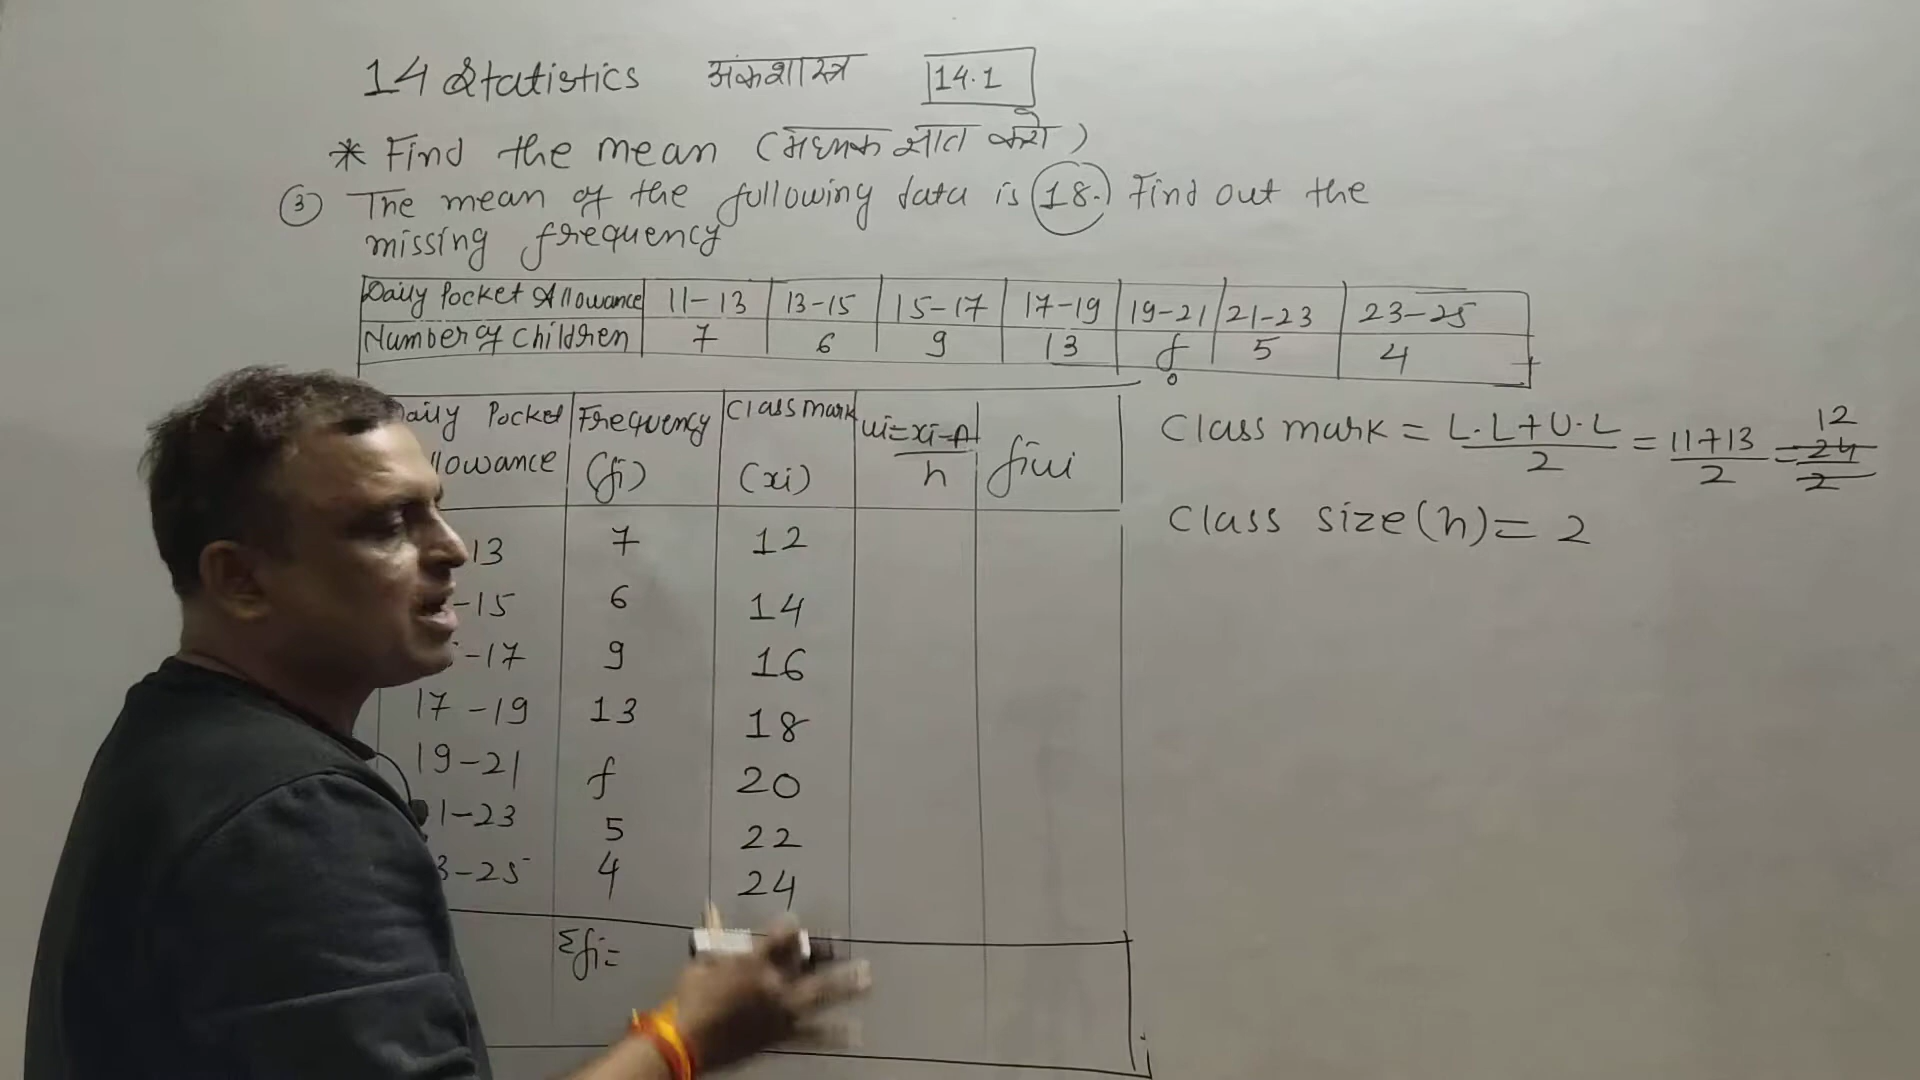 14 Statistics अंकशास्त्र 14.1
* Find the mean (मध्यक ज्ञात करो)
③ The mean of the following data is 18. Find out the
missing frequency
Daily Pocket Allowance 11-13 13-15 15-17 17-19 19-21 21-23 23-25
Number of Children 7 6 9 13 f 5 4
Daily Pocket Frequency Class mark ui=xi-A/h fiui
llowance (fi) (xi)
13 7 12
-15 6 14
-17 9 16
17-19 13 18
19-21 f 20
1-23 5 22
3-25 4 24
Σfi=
Class mark = L.L+U.L/2 = 11+13/2 = 24/2 12
Class size (h) = 2